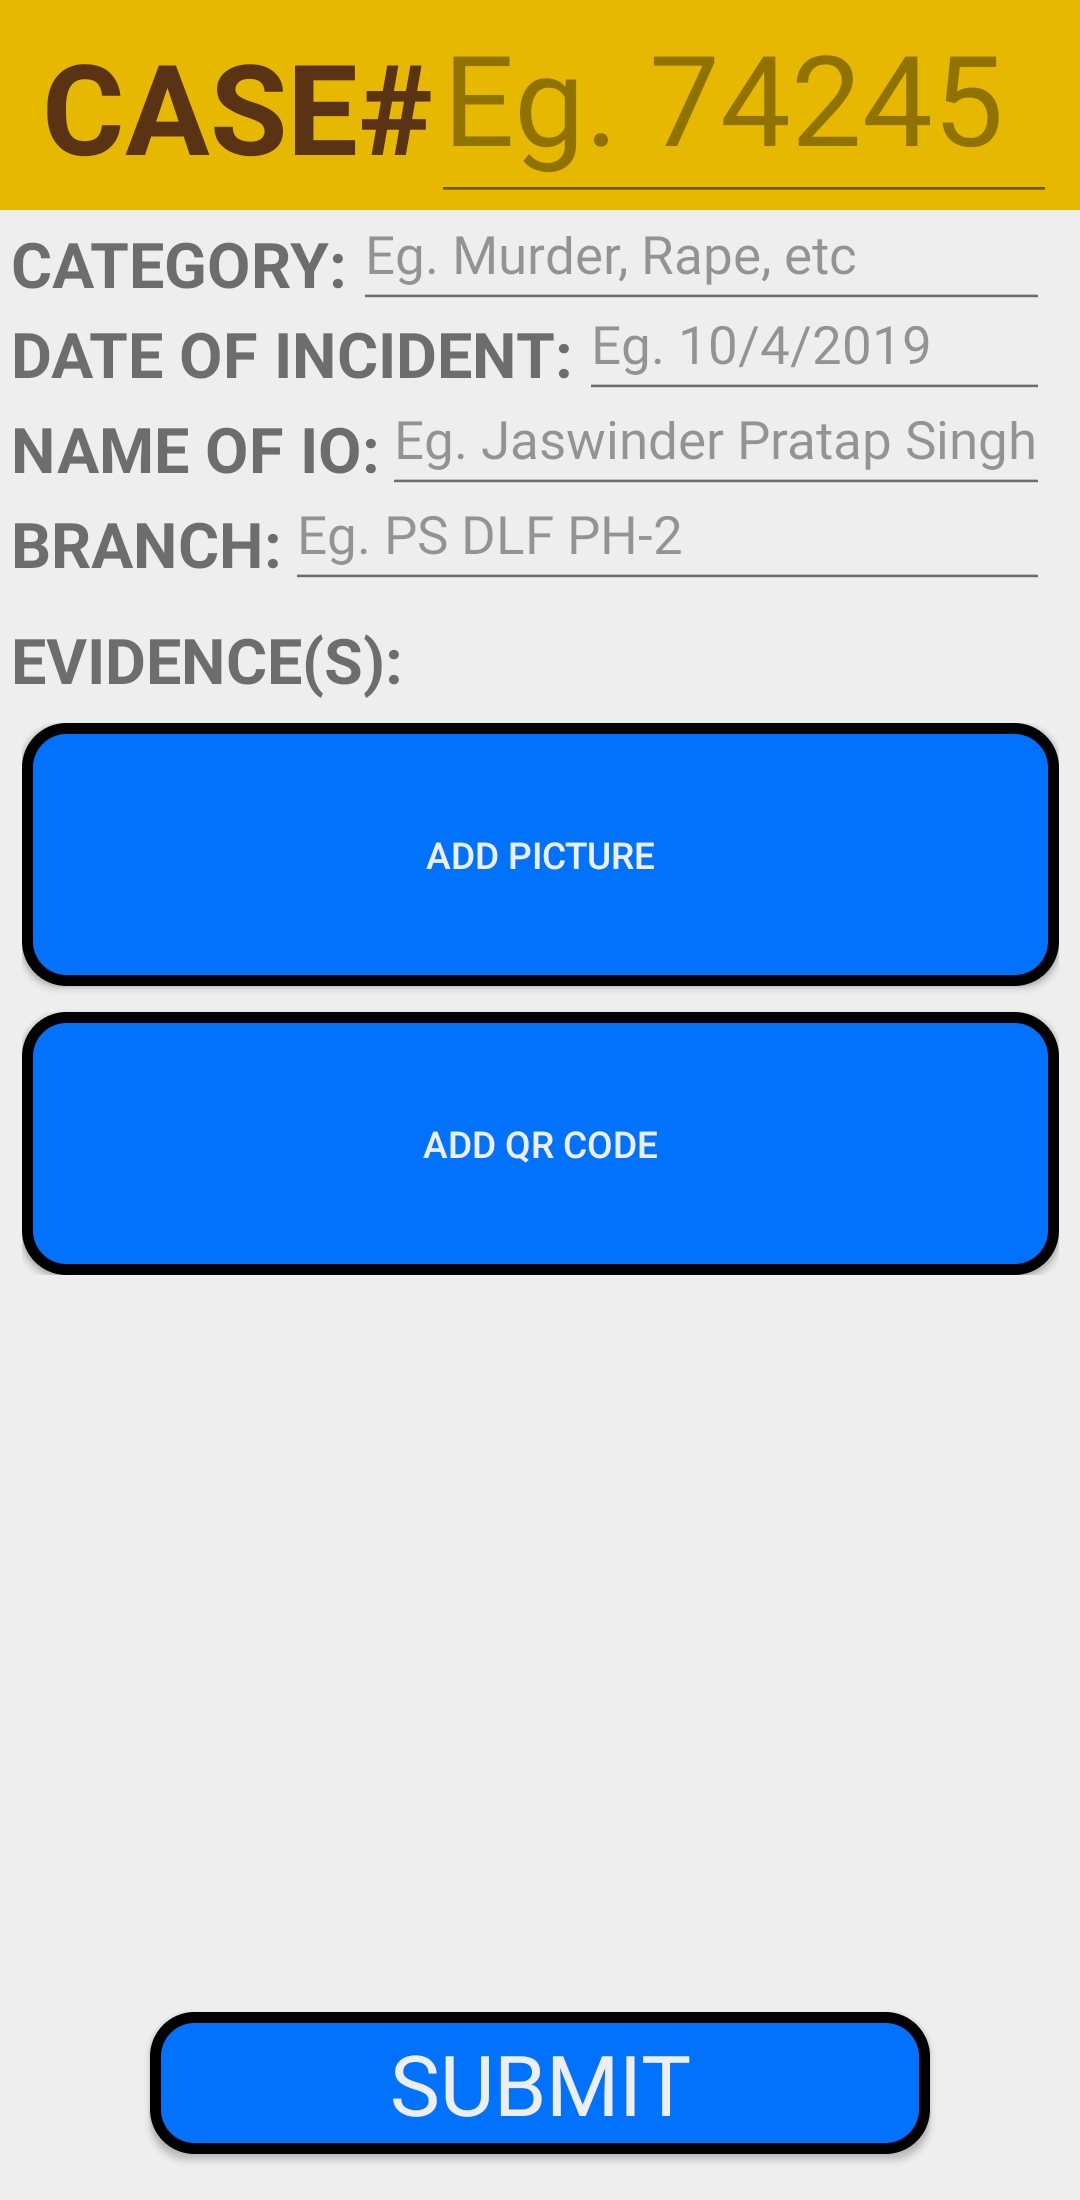 CASE# Eg. 74245
CATEGORY: Eg. Murder, Rape, etc
DATE OF INCIDENT: Eg. 10/4/2019
NAME OF IO: Eg. Jaswinder Pratap Singh
BRANCH: Eg. PS DLF PH-2
EVIDENCE(S):
ADD PICTURE
ADD QR CODE
SUBMIT